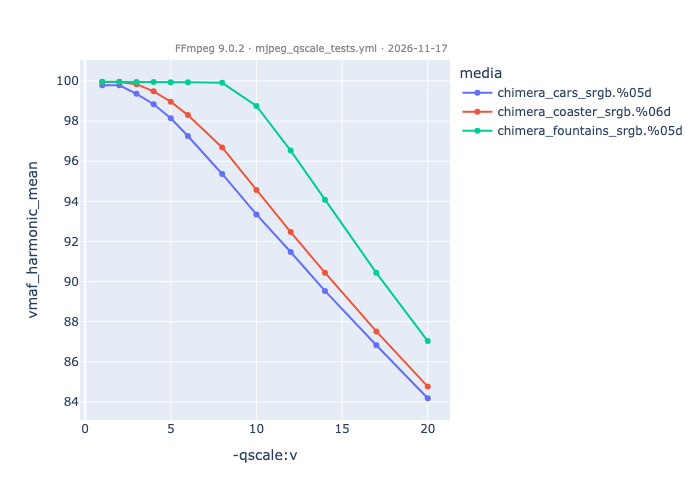 FFmpeg 9.0.2 · mjpeg_qscale_tests.yml · 2026-11-17
media
chimera_cars_srgb.%05d
chimera_coaster_srgb.%06d
chimera_fountains_srgb.%05d
vmaf_harmonic_mean
100
98
96
94
92
90
88
86
84
0 5 10 15 20
-qscale:v